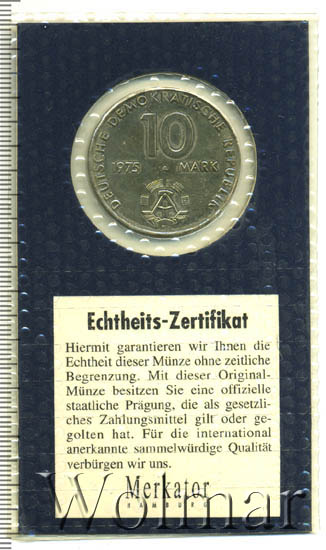 DEUTSCHE DEMOKRATISCHE REPUBLIK
10
1975 A MARK
Echtheits-Zertifikat
Hiermit garantieren wir Ihnen die
Echtheit dieser Münze ohne zeitliche
Begrenzung. Mit dieser Original-
Münze besitzen Sie eine offizielle
staatliche Prägung, die als gesetzli-
ches Zahlungsmittel gilt oder ge-
golten hat. Für die international
anerkannte sammelwürdige Qualität
verbürgen wir uns.
Merkator
HAMBURG
Wolmar